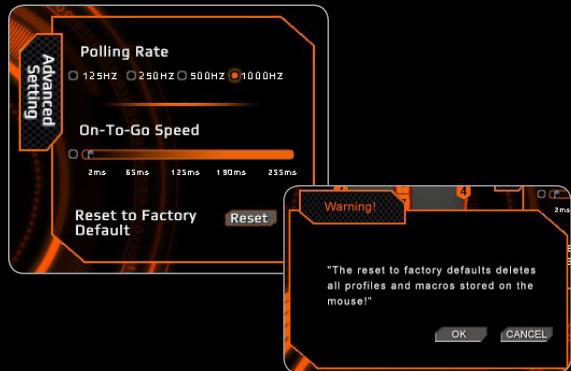 Advanced
Setting
Polling Rate
125HZ 250HZ 500HZ 1000HZ
On-To-Go Speed
2ms 65ms 125ms 190ms 255ms
Reset to Factory
Default
Reset
4
2ms
Warning!
"The reset to factory defaults deletes
all profiles and macros stored on the
mouse!"
OK CANCEL